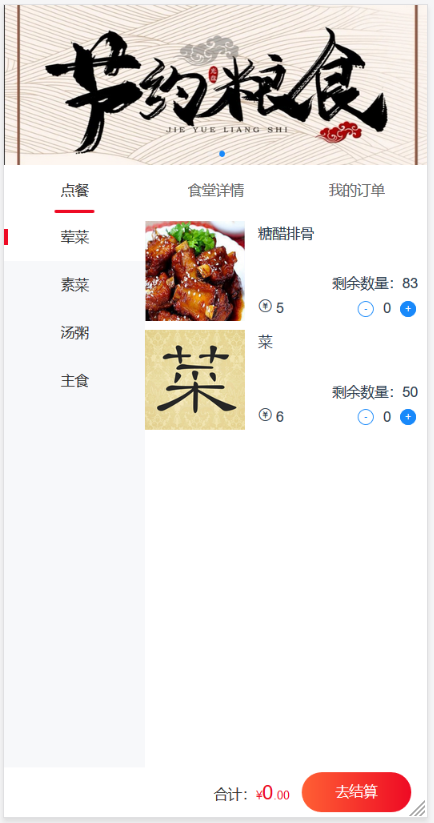 节约粮食
光盘
JIE YUE LIANG SHI
点餐 食堂详情 我的订单
荤菜
素菜
汤粥
主食
糖醋排骨
剩余数量：83
¥ 5 - 0 +
菜
菜
剩余数量：50
¥ 6 - 0 +
合计：¥0.00 去结算